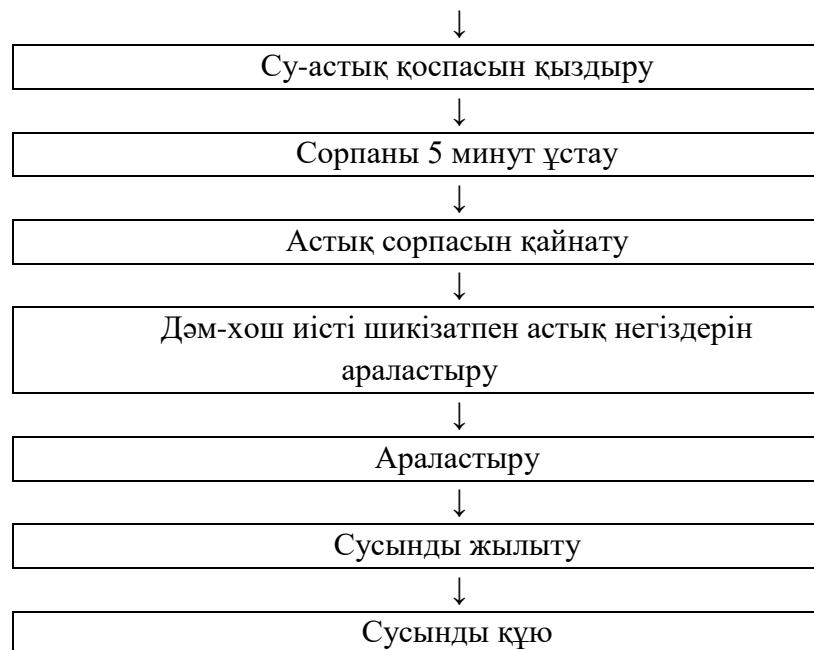 ↓
Су-астық қоспасын қыздыру
↓
Сорпаны 5 минут ұстау
↓
Астық сорпасын қайнату
↓
Дәм-хош иісті шикізатпен астық негіздерін
араластыру
↓
Араластыру
↓
Сусынды жылыту
↓
Сусынды құю